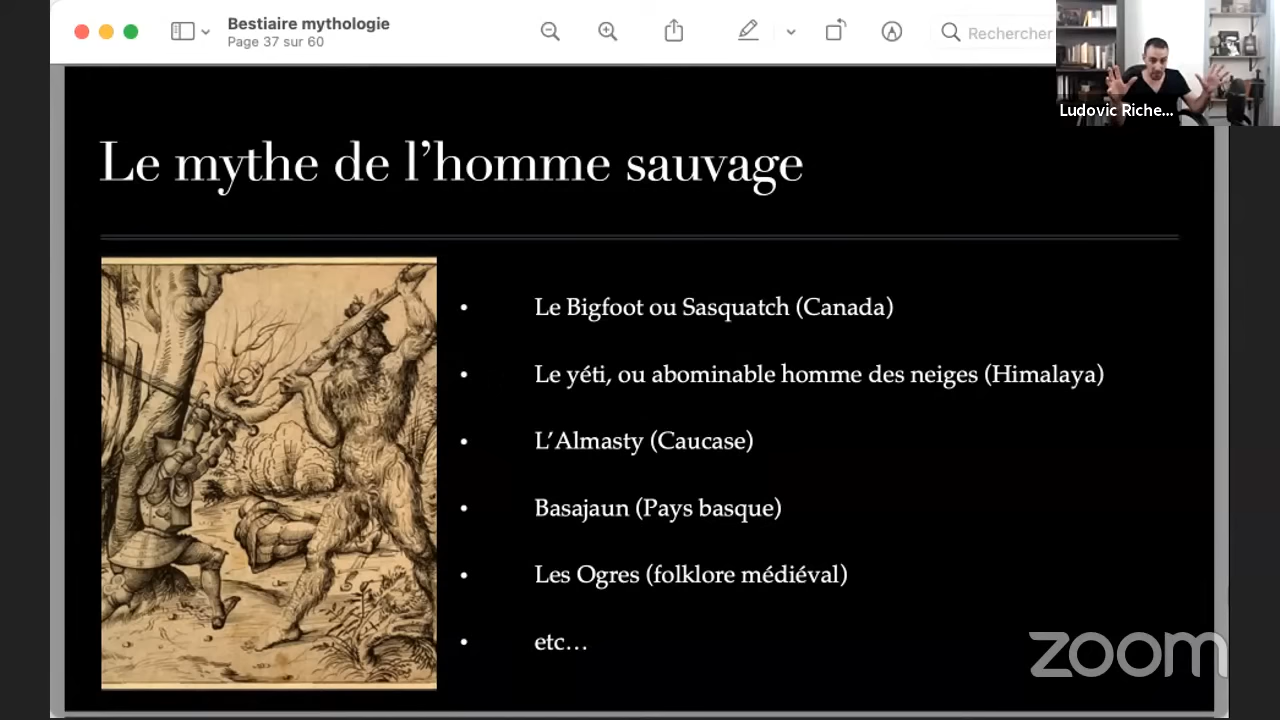 Bestiaire mythologie
Page 37 sur 60
Rechercher
Ludovic Riche...
Le mythe de l’homme sauvage
• Le Bigfoot ou Sasquatch (Canada)
• Le yéti, ou abominable homme des neiges (Himalaya)
• L’Almasty (Caucase)
• Basajaun (Pays basque)
• Les Ogres (folklore médiéval)
• etc…
zoom